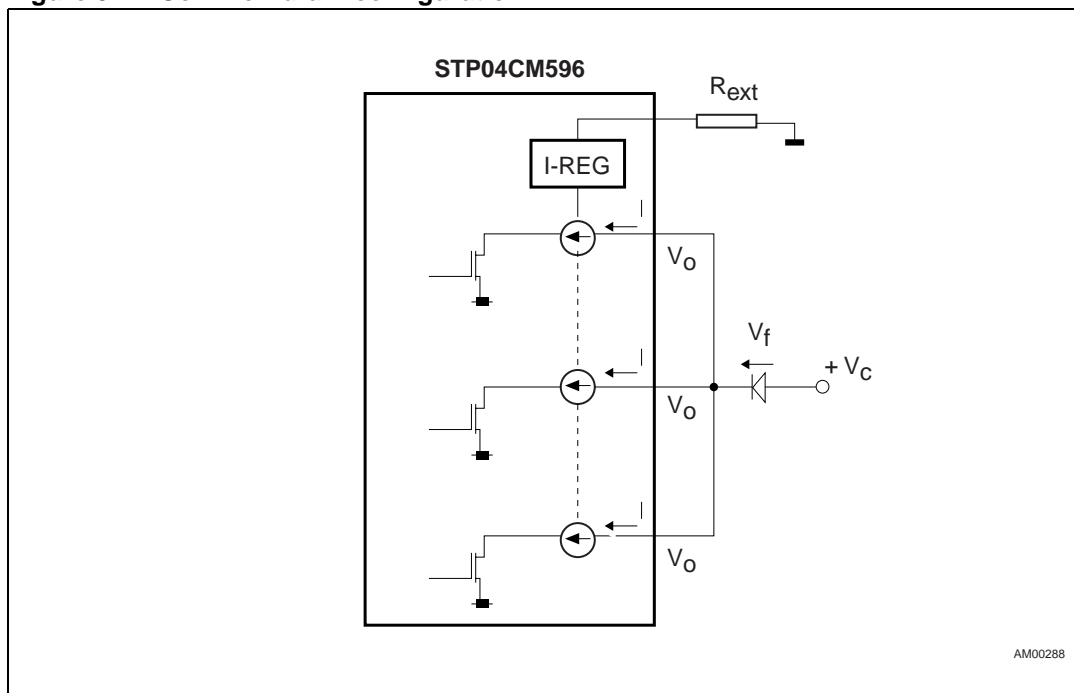 STP04CM596
Rext
I-REG
I
Vo
Vf
+ Vc
I
Vo
I
Vo
AM00288